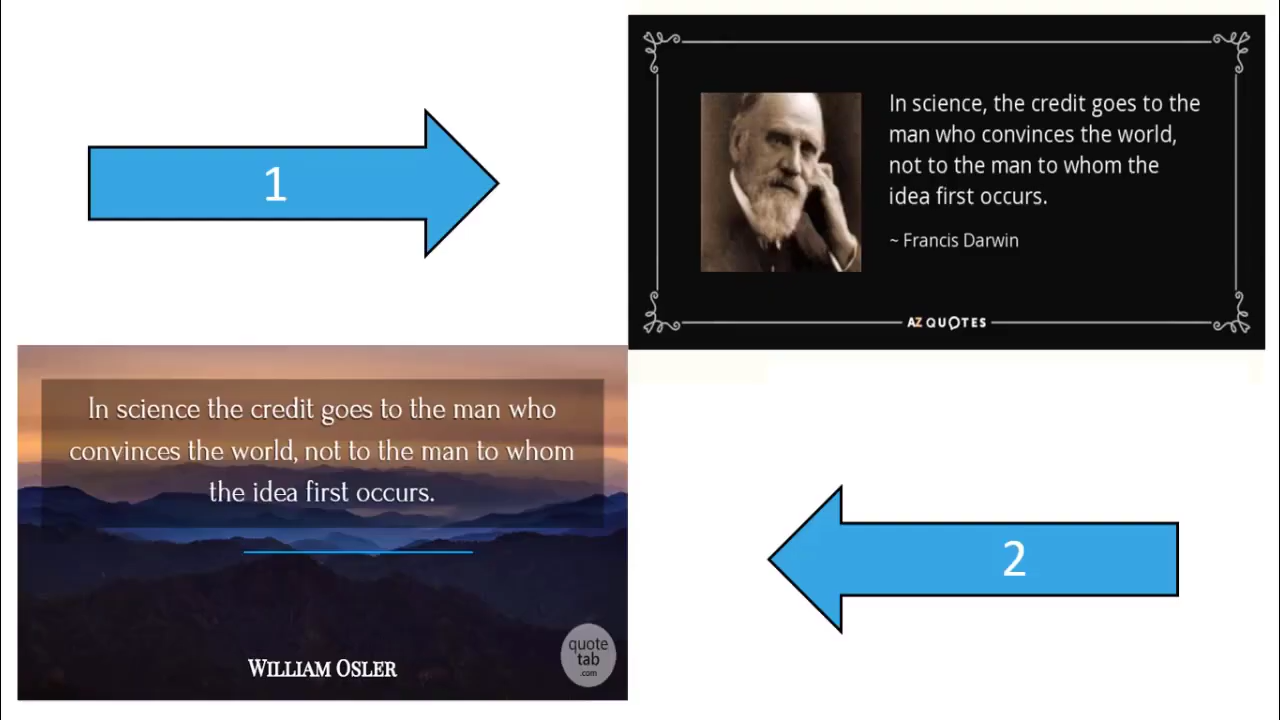 1
In science, the credit goes to the
man who convinces the world,
not to the man to whom the
idea first occurs.
~ Francis Darwin
AZ QUOTES
In science the credit goes to the man who
convinces the world, not to the man to whom
the idea first occurs.
William Osler
quote
tab
.com
2